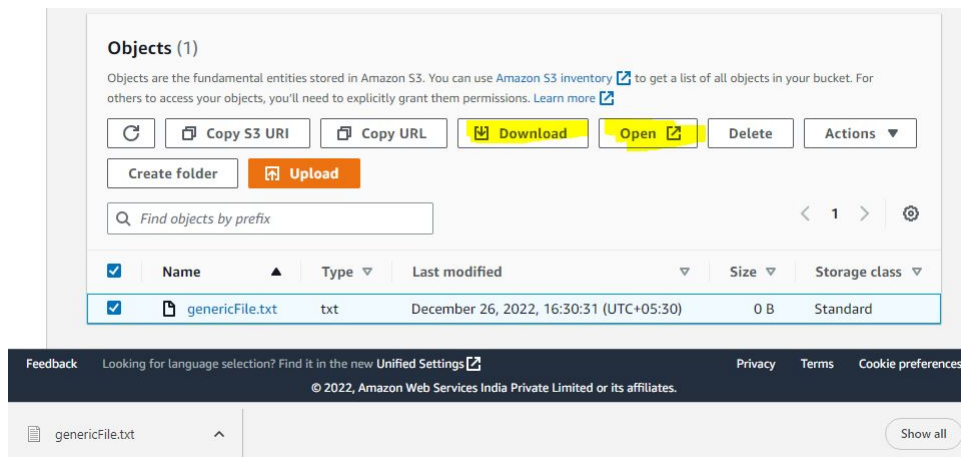 Objects (1)
Objects are the fundamental entities stored in Amazon S3. You can use Amazon S3 inventory to get a list of all objects in your bucket. For
others to access your objects, you'll need to explicitly grant them permissions. Learn more
Copy S3 URI Copy URL Download Open Delete Actions
Create folder Upload
Find objects by prefix 1
Name Type Last modified Size Storage class
genericFile.txt txt December 26, 2022, 16:30:31 (UTC+05:30) 0 B Standard
Feedback Looking for language selection? Find it in the new Unified Settings Privacy Terms Cookie preferences
© 2022, Amazon Web Services India Private Limited or its affiliates.
genericFile.txt Show all